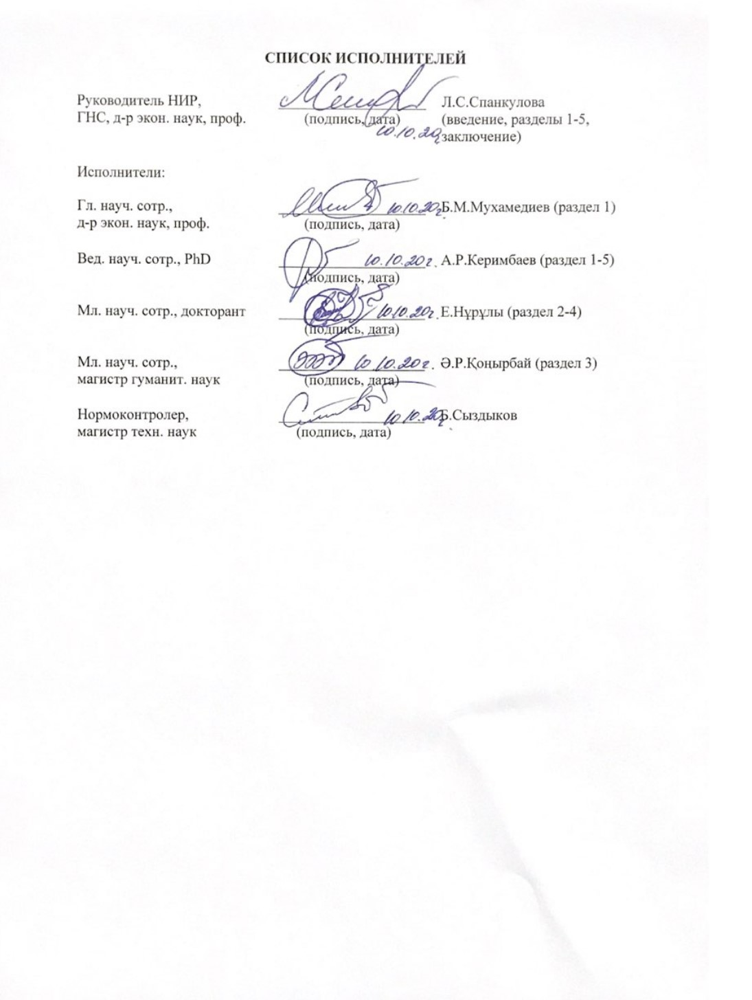 СПИСОК ИСПОЛНИТЕЛЕЙ
Руководитель НИР, Л.С.Спанкулова
ГНС, д-р экон. наук, проф. (подпись, дата) (введение, разделы 1-5,
10.10.20г заключение)
Исполнители:
Гл. науч. сотр., 10.10.20г Б.М.Мухамедиев (раздел 1)
д-р экон. наук, проф. (подпись, дата)
Вед. науч. сотр., PhD 10.10.20г. А.Р.Керимбаев (раздел 1-5)
(подпись, дата)
Мл. науч. сотр., докторант 10.10.20г. Е.Нұрұлы (раздел 2-4)
(подпись, дата)
Мл. науч. сотр., 10.10.20г. Ә.Р.Қоңырбай (раздел 3)
магистр гуманит. наук (подпись, дата)
Нормоконтролер, 10.10.20г. Б.Сыздыков
магистр техн. наук (подпись, дата)